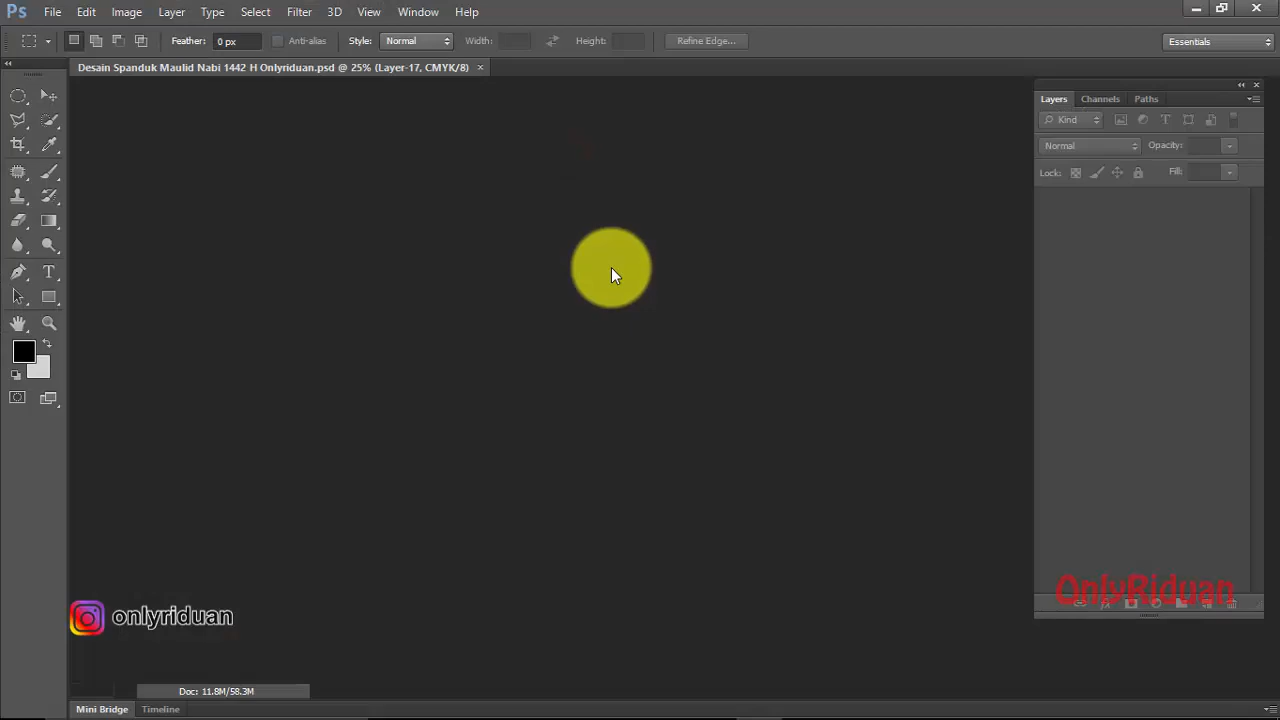 Ps File Edit Image Layer Type Select Filter 3D View Window Help
Feather: 0 px Anti-alias Style: Normal Width: Height: Refine Edge... Essentials
Desain Spanduk Maulid Nabi 1442 H Onlyriduan.psd @ 25% (Layer-17, CMYK/8)
Layers Channels Paths
Kind
Normal Opacity:
Lock: Fill:
OnlyRiduan
onlyriduan
Doc: 11.8M/58.3M
Mini Bridge Timeline